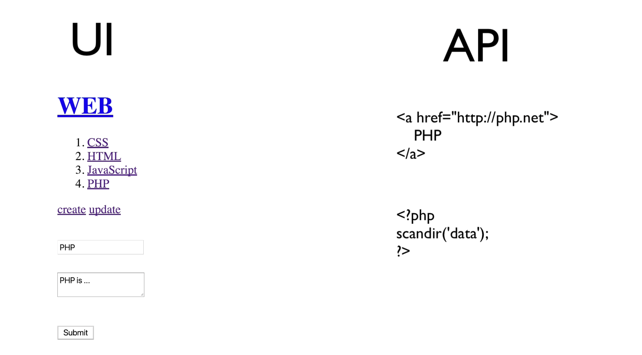 UI
WEB
1. CSS
2. HTML
3. JavaScript
4. PHP
create update
PHP
PHP is ...
Submit
API
<a href="http://php.net">
PHP
</a>
<?php
scandir('data');
?>